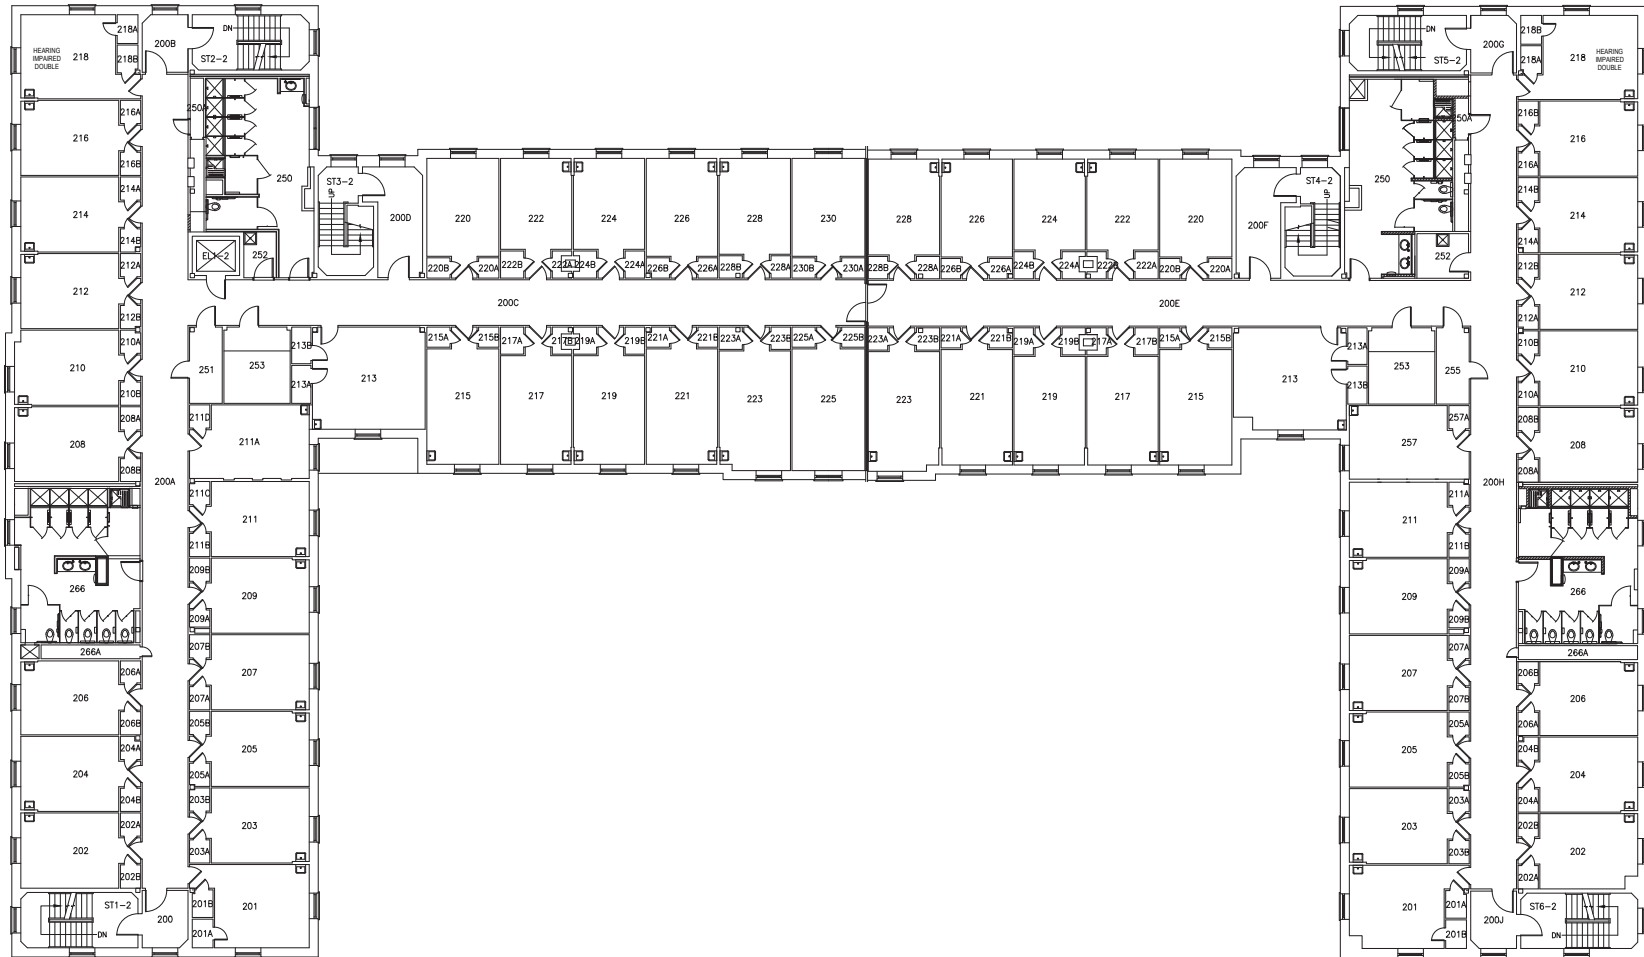 218A
DN
200B
218
HEARING
IMPAIRED
DOUBLE
218B
ST2-2
250A
216A
216
216B
214A
214
214B
250
ST3-2
UP
200D
EL1-2
252
212A
212
212B
210A
210
210B
208A
208
208B
200A
251
253
213B
213A
213
211D
211A
211C
211
211B
209B
209
209A
207B
207
207A
205B
205
205A
203B
203
203A
201B
201
201A
266
266A
206A
206
206B
204A
204
204B
202A
202
202B
ST1-2
DN
200
220
222
224
226
228
230
220B
220A
222B
222A
224B
224A
226B
226A
228B
228A
230B
230A
200C
215A
215B
217A
217B
219A
219B
221A
221B
223A
223B
225A
225B
215
217
219
221
223
225
228
226
224
222
220
228B
228A
226B
226A
224B
224A
222B
222A
220B
220A
200E
223A
223B
221A
221B
219A
219B
217A
217B
215A
215B
223
221
219
217
215
213
213A
213B
253
255
200F
ST4-2
UP
250
250A
252
DN
ST5-2
200G
218B
218A
218
HEARING
IMPAIRED
DOUBLE
216B
216
216A
214B
214
214A
212B
212
212A
210B
210
210A
208B
208
208A
257A
257
200H
211A
211
211B
209A
209
209B
207A
207
207B
205A
205
205B
203A
203
203B
201A
201
201B
266
266A
206B
206
206A
204B
204
204A
202B
202
202A
ST6-2
DN
200J